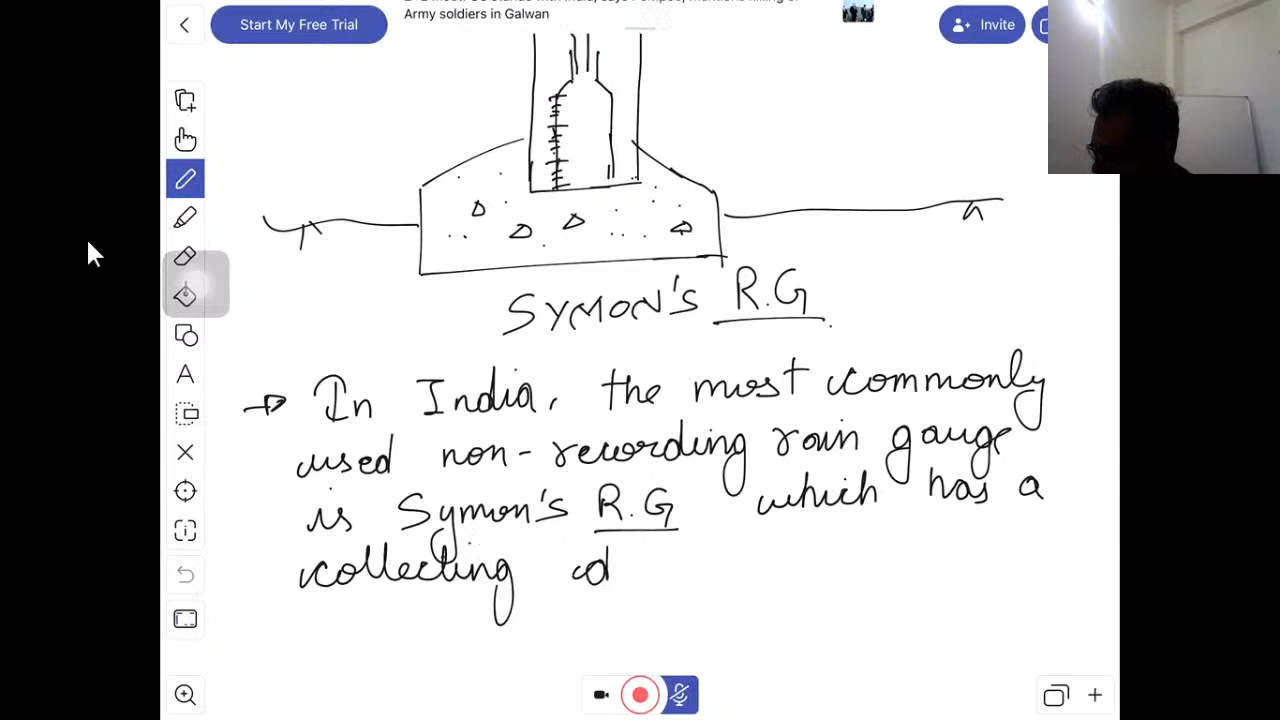 Army soldiers in Galwan
Start My Free Trial
Invite
SYMON'S R.G
→ In India, the most commonly
used non-recording rain gauge
is Symon's R.G which has a
collecting